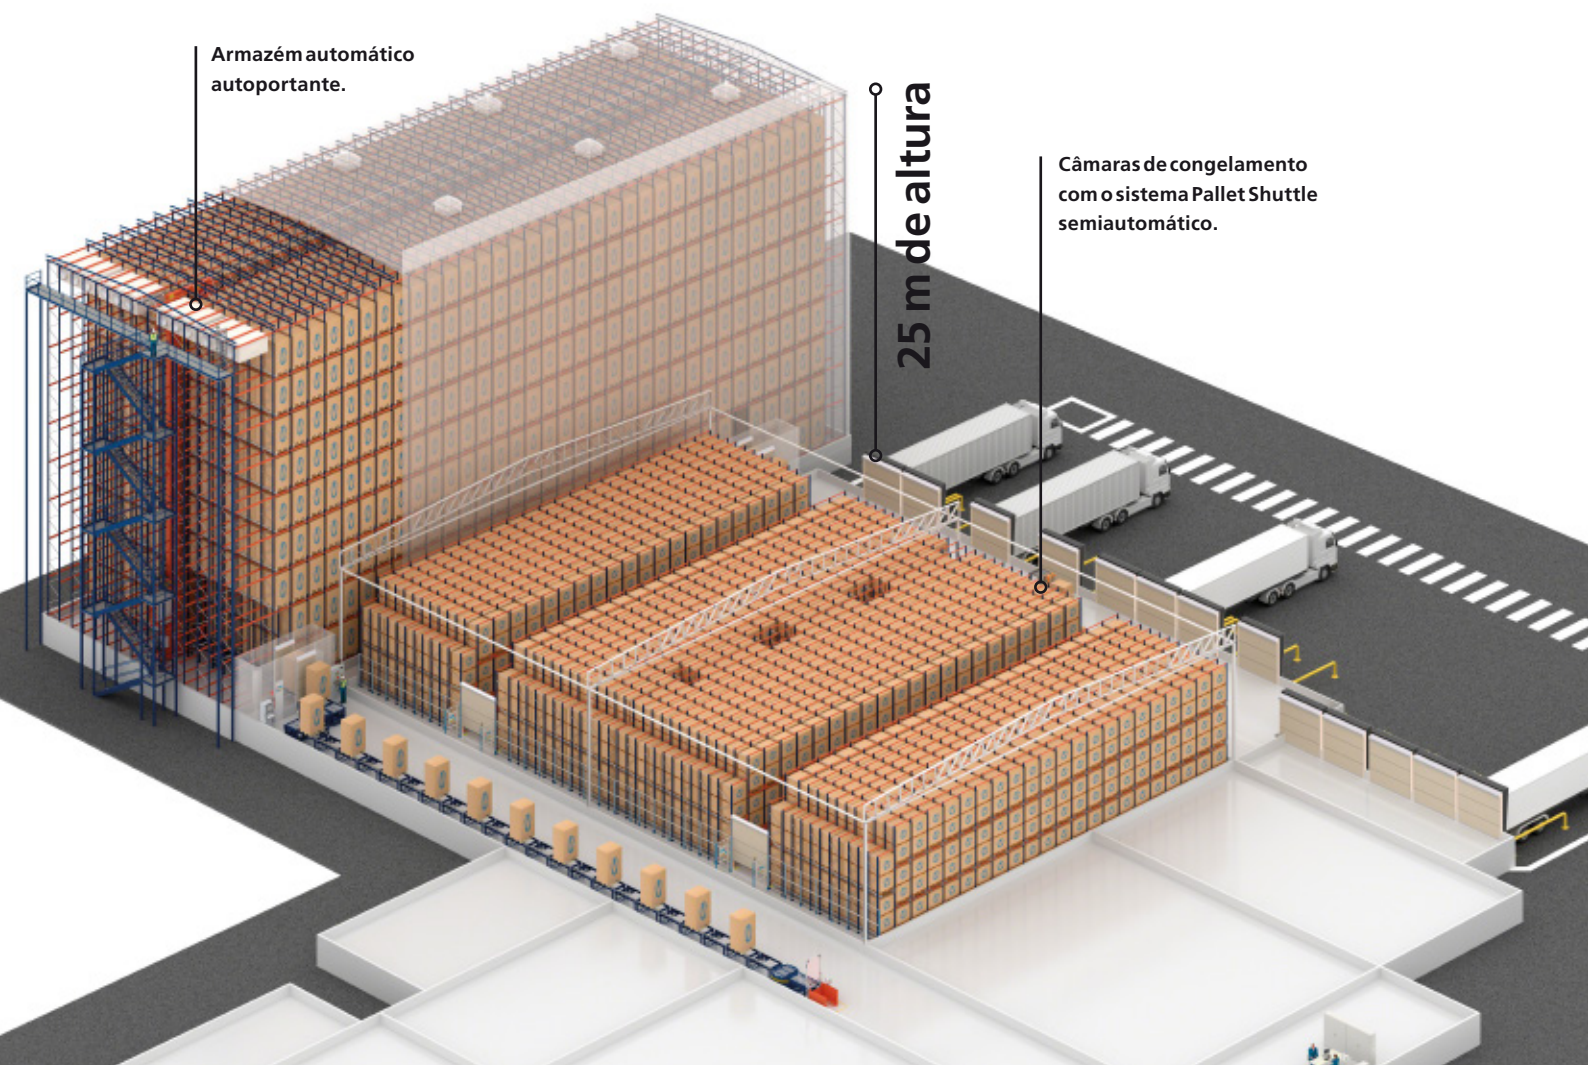 Armazém automático
autoportante.
25 m de altura
Câmaras de congelamento
com o sistema Pallet Shuttle
semiautomático.